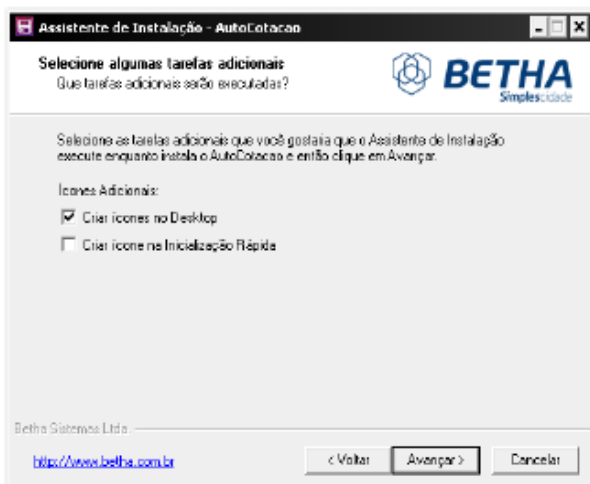 Assistente de Instalação - AutoCotacao
Selecione algumas tarefas adicionais
Que tarefas adicionais serão executadas?
BETHA
Simplescidade
Selecione as tarefas adicionais que você gostaria que o Assistente de Instalação
execute enquanto instala o AutoCotacao e então clique em Avançar.
Ícones Adicionais:
Criar ícones no Desktop
Criar ícone na Inicialização Rápida
Betha Sistemas Ltda.
http://www.betha.com.br
< Voltar
Avançar >
Cancelar